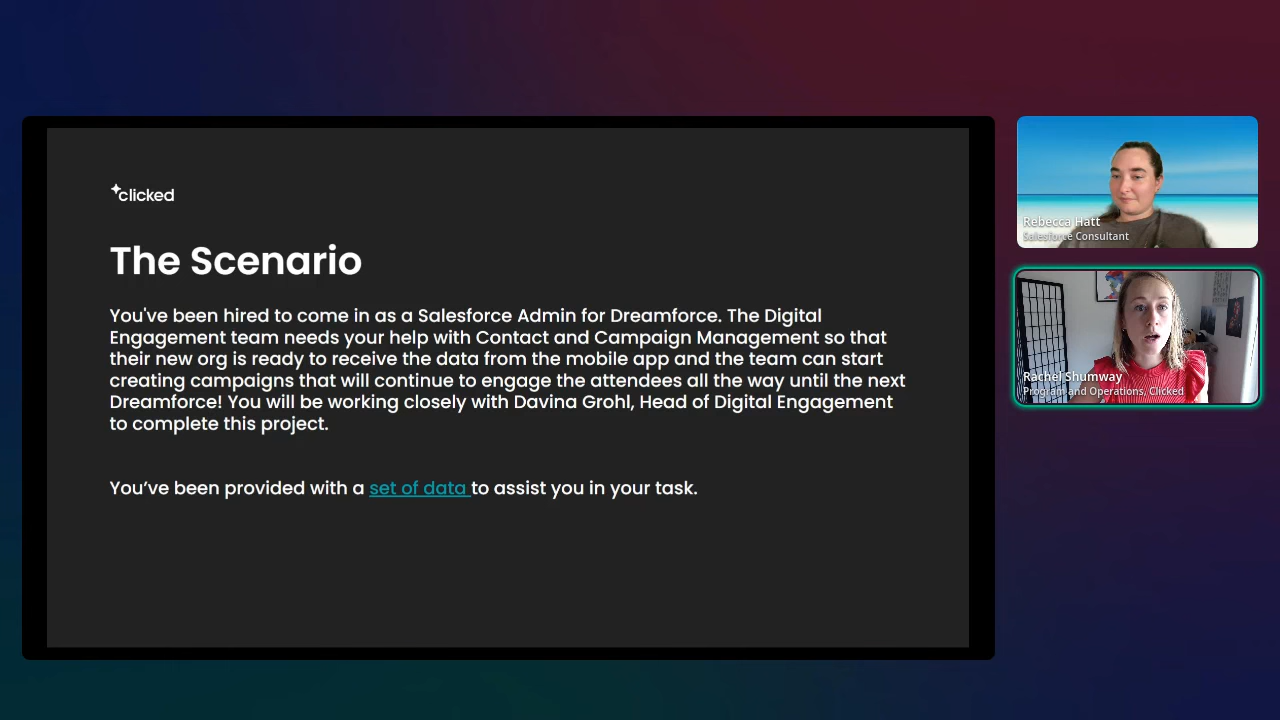 clicked
The Scenario
You've been hired to come in as a Salesforce Admin for Dreamforce. The Digital
Engagement team needs your help with Contact and Campaign Management so that
their new org is ready to receive the data from the mobile app and the team can start
creating campaigns that will continue to engage the attendees all the way until the next
Dreamforce! You will be working closely with Davina Grohl, Head of Digital Engagement
to complete this project.
You’ve been provided with a set of data to assist you in your task.
Rebecca Hatt
Salesforce Consultant
Rachel Shumway
Program and Operations, Clicked